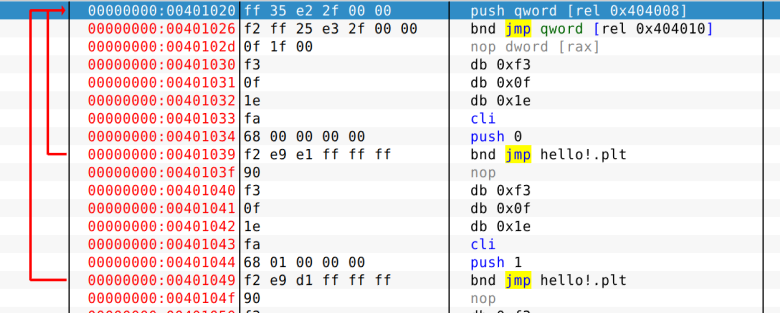 00000000:00401020 ff 35 e2 2f 00 00 push qword [rel 0x404008]
00000000:00401026 f2 ff 25 e3 2f 00 00 bnd jmp qword [rel 0x404010]
00000000:0040102d 0f 1f 00 nop dword [rax]
00000000:00401030 f3 db 0xf3
00000000:00401031 0f db 0x0f
00000000:00401032 1e db 0x1e
00000000:00401033 fa cli
00000000:00401034 68 00 00 00 00 push 0
00000000:00401039 f2 e9 e1 ff ff ff bnd jmp hello!.plt
00000000:0040103f 90 nop
00000000:00401040 f3 db 0xf3
00000000:00401041 0f db 0x0f
00000000:00401042 1e db 0x1e
00000000:00401043 fa cli
00000000:00401044 68 01 00 00 00 push 1
00000000:00401049 f2 e9 d1 ff ff ff bnd jmp hello!.plt
00000000:0040104f 90 nop